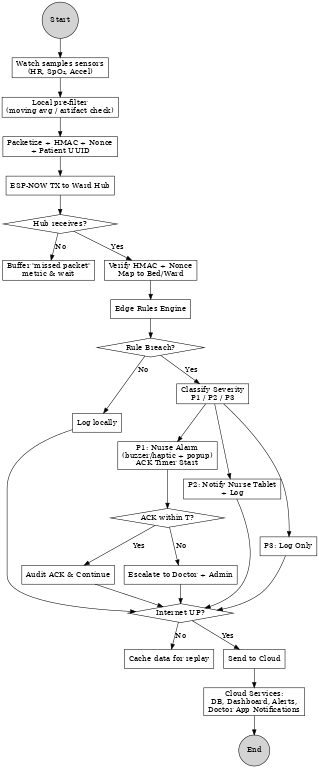 Start
Watch samples sensors
(HR, SpO₂, Accel)
Local pre-filter
(moving avg / artifact check)
Packetize + HMAC + Nonce
+ Patient UUID
ESP-NOW TX to Ward Hub
Hub receives?
No
Yes
Buffer 'missed packet'
metric & wait
Verify HMAC + Nonce
Map to Bed/Ward
Edge Rules Engine
Rule Breach?
No
Yes
Classify Severity
P1 / P2 / P3
Log locally
P1: Nurse Alarm
(buzzer/haptic + popup)
ACK Timer Start
P2: Notify Nurse Tablet
+ Log
ACK within T?
P3: Log Only
Yes
No
Audit ACK & Continue
Escalate to Doctor + Admin
Internet UP?
No
Yes
Cache data for replay
Send to Cloud
Cloud Services:
DB, Dashboard, Alerts,
Doctor App Notifications
End